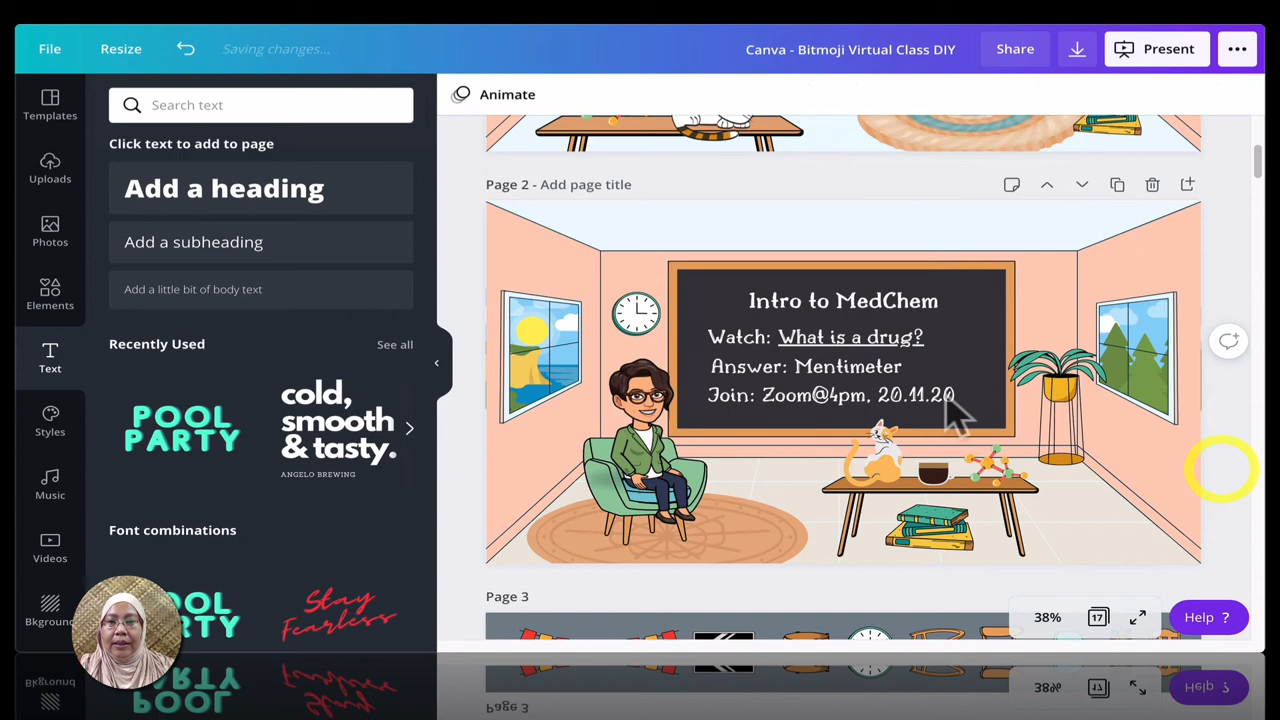 File Resize Saving changes... Canva - Bitmoji Virtual Class DIY Share Present
Templates
Uploads
Photos
Elements
Text
Styles
Music
Videos
Bkgroun
Search text
Click text to add to page
Add a heading
Add a subheading
Add a little bit of body text
Recently Used See all
POOL
PARTY
cold,
smooth
& tasty.
ANGELO BREWING
Font combinations
POOL
PARTY
Stay
Fearless
Animate
Page 2 - Add page title
Intro to MedChem
Watch: What is a drug?
Answer: Mentimeter
Join: Zoom@4pm, 20.11.20
Page 3
38% 17 Help ?